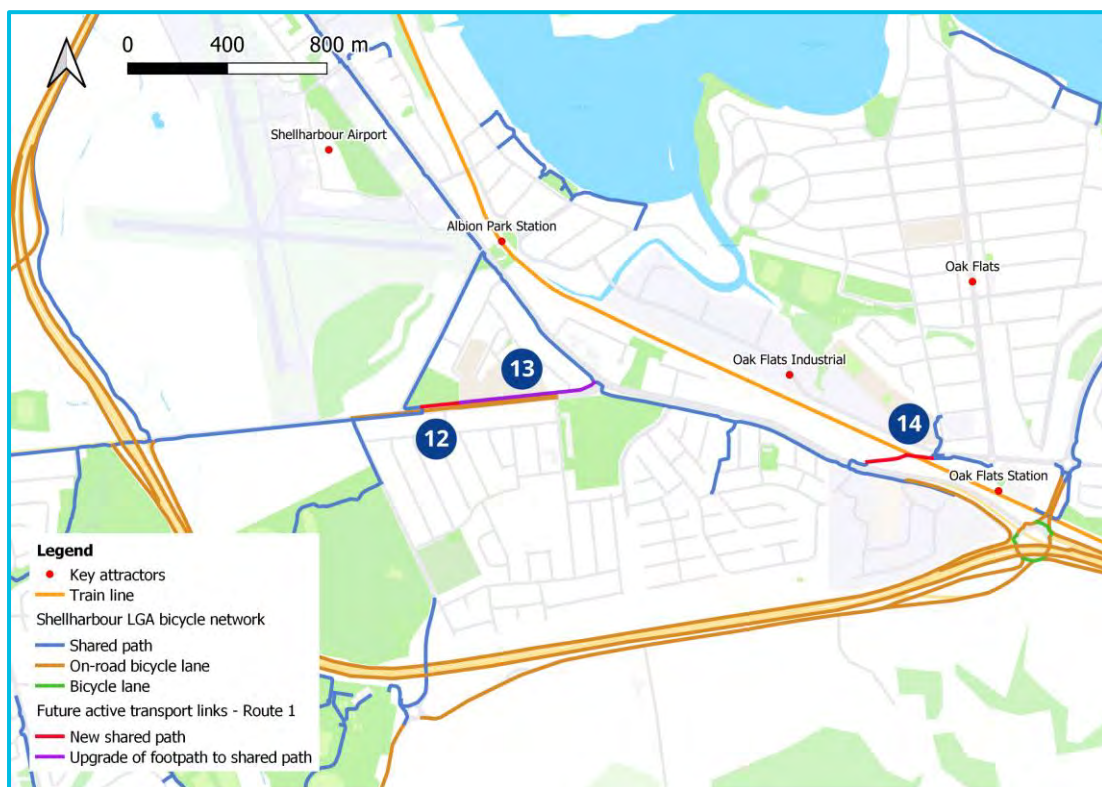 0 400 800 m
Shellharbour Airport
Albion Park Station
Oak Flats
Oak Flats Industrial
13
12
14
Oak Flats Station
Legend
Key attractors
Train line
Shellharbour LGA bicycle network
Shared path
On-road bicycle lane
Bicycle lane
Future active transport links - Route 1
New shared path
Upgrade of footpath to shared path